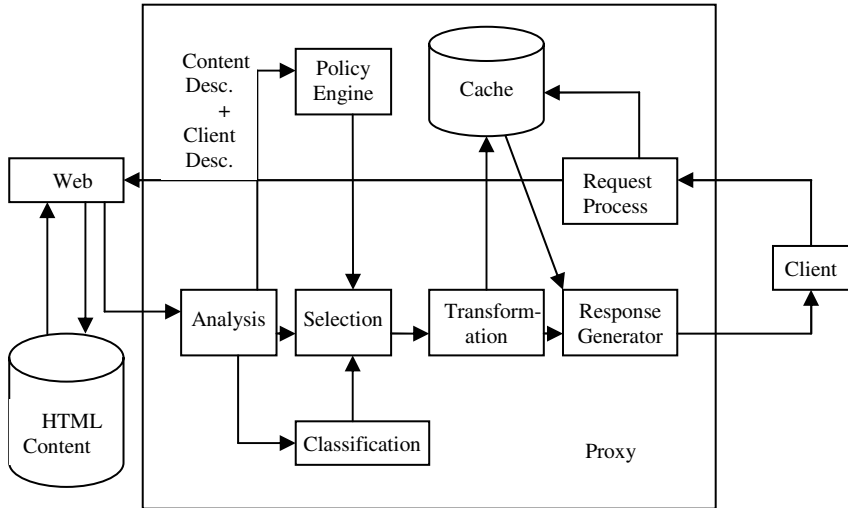 Content
Desc.
+
Client
Desc.
Policy
Engine
Cache
Web
Request
Process
Client
Analysis
Selection
Transform-
ation
Response
Generator
HTML
Content
Classification
Proxy